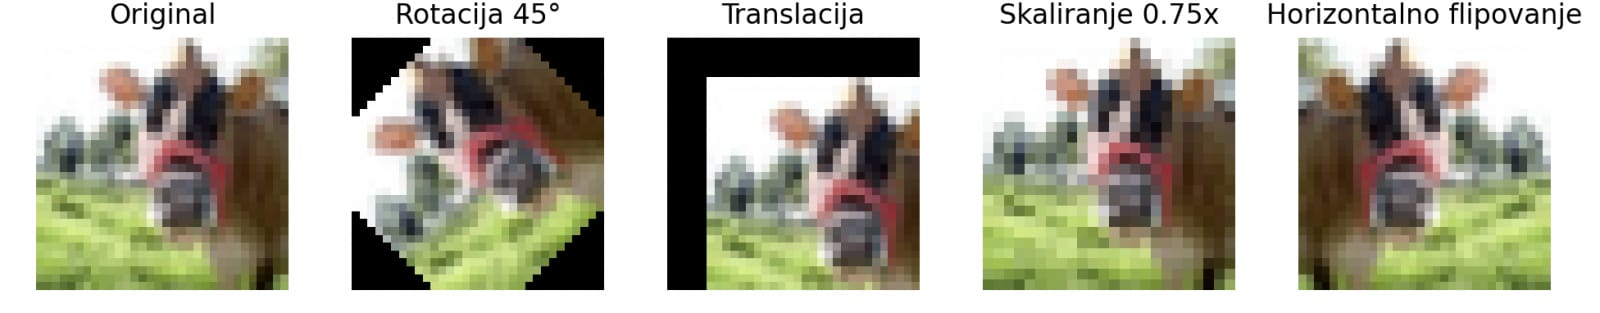 Original
Rotacija 45°
Translacija
Skaliranje 0.75x
Horizontalno flipovanje